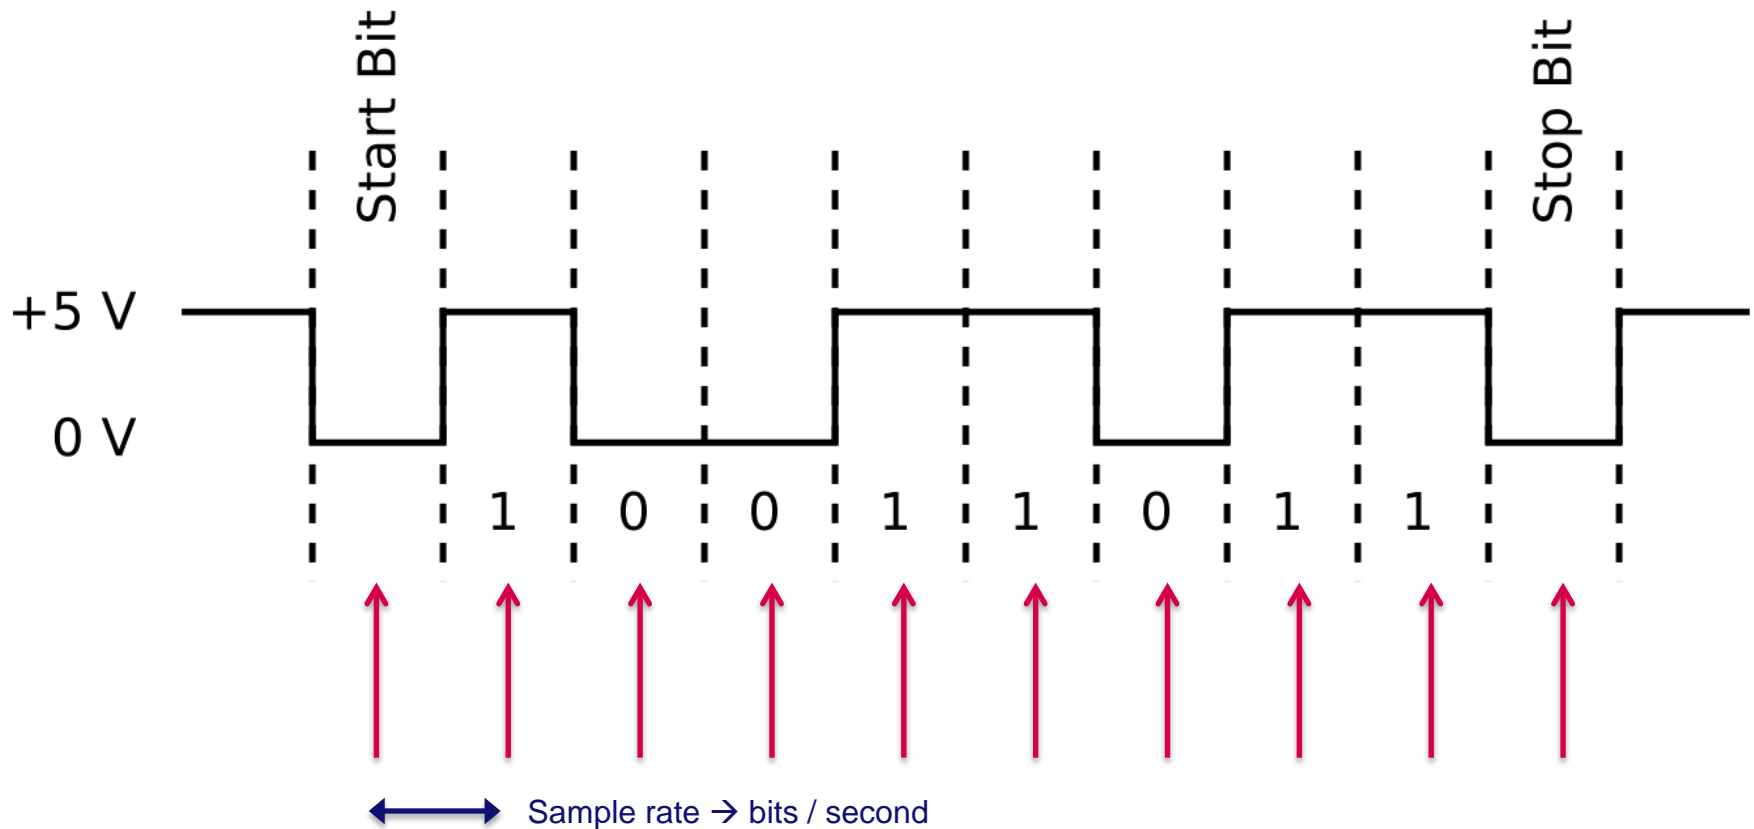 Start Bit
Stop Bit
+5 V
0 V
1 0 0 1 1 0 1 1
Sample rate → bits / second